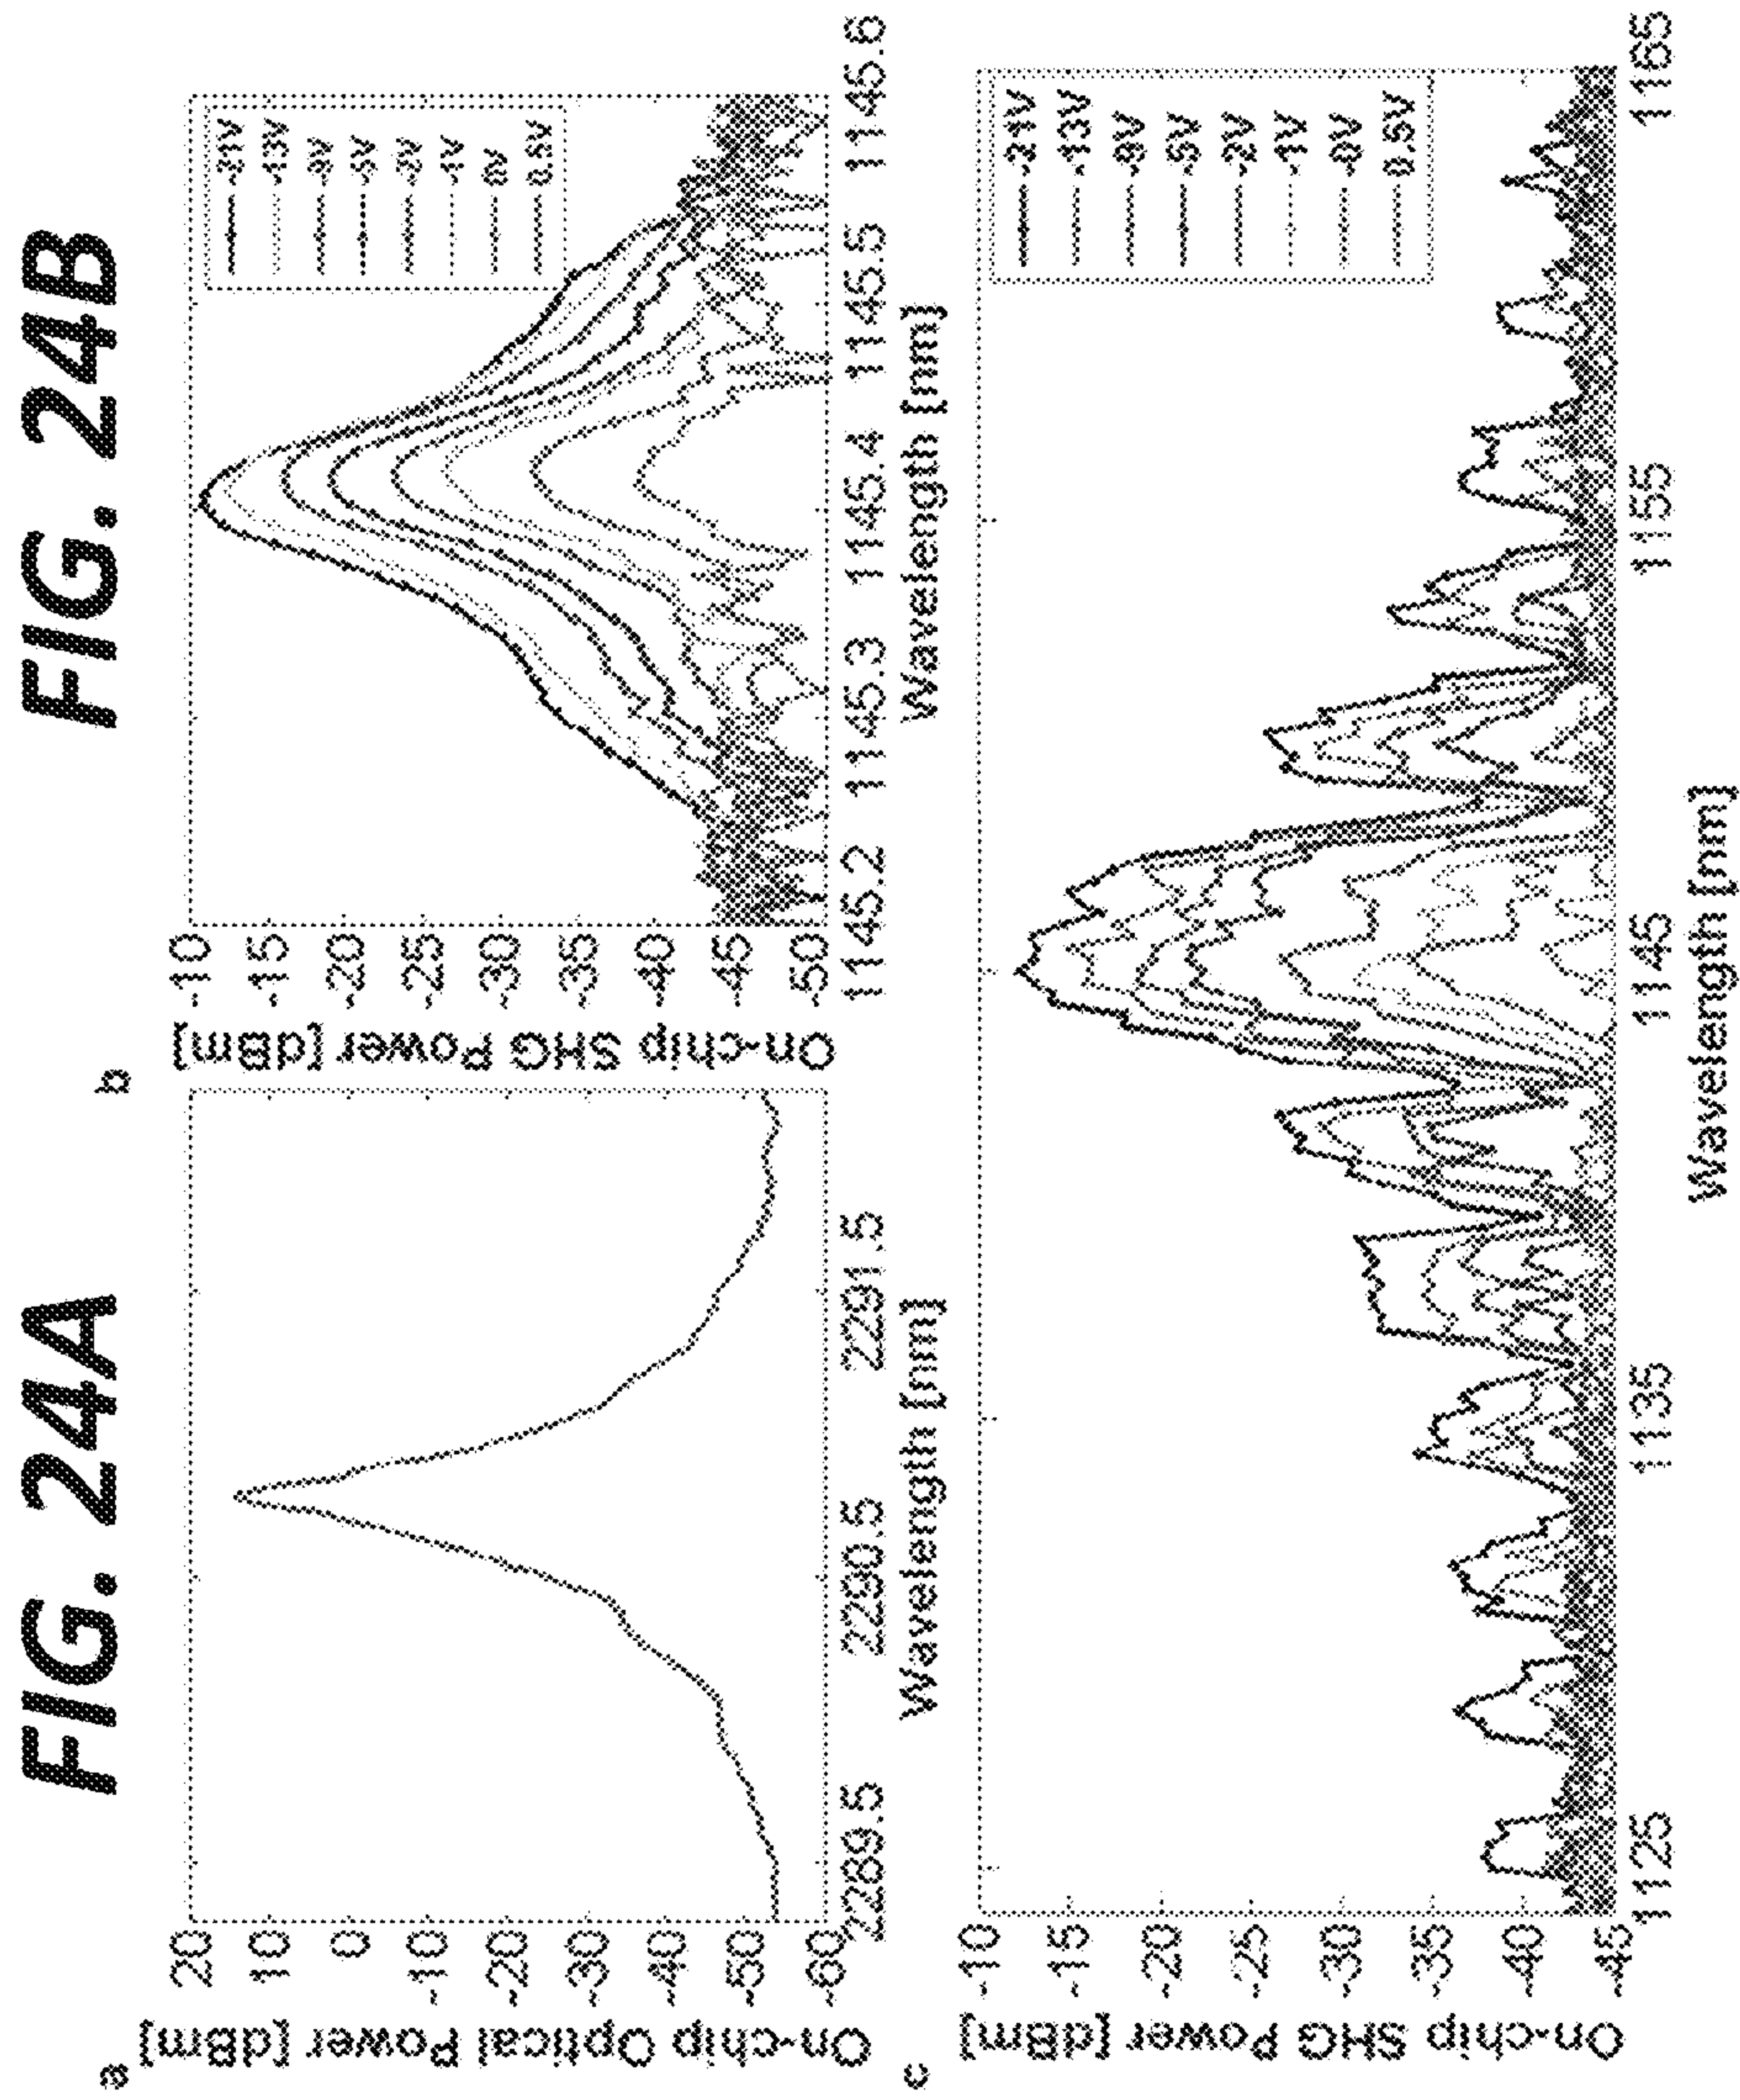 FIG. 24A
FIG. 24B
a
On-chip Optical Power [dBm]
20
10
0
-10
-20
-30
-40
-50
-60
2289.5
2290.5
2291.5
Wavelength [nm]
b
On-chip SHG Power [dBm]
-10
-15
-20
-25
-30
-35
-40
-45
-50
1145.2
1145.3
1145.4
1145.5
1145.6
Wavelength [nm]
-21V
-13V
-9V
-5V
-1V
0V
0.5V
c
On-chip SHG Power [dBm]
-10
-15
-20
-25
-30
-35
-40
-45
1125
1135
1145
1155
1165
Wavelength [nm]
-21V
-13V
-9V
-5V
-2V
-1V
-0V
0.5V